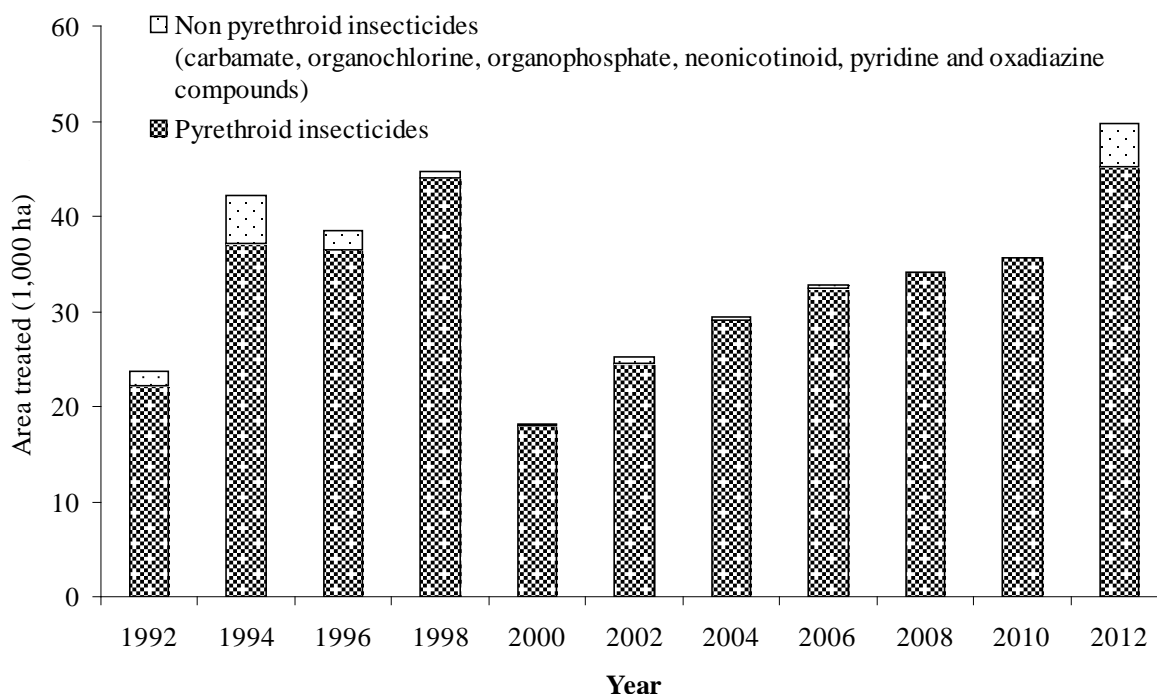 Non pyrethroid insecticides
(carbamate, organochlorine, organophosphate, neonicotinoid, pyridine and oxadiazine
compounds)
Pyrethroid insecticides
Area treated (1,000 ha)
60
50
40
30
20
10
0
1992 1994 1996 1998 2000 2002 2004 2006 2008 2010 2012
Year